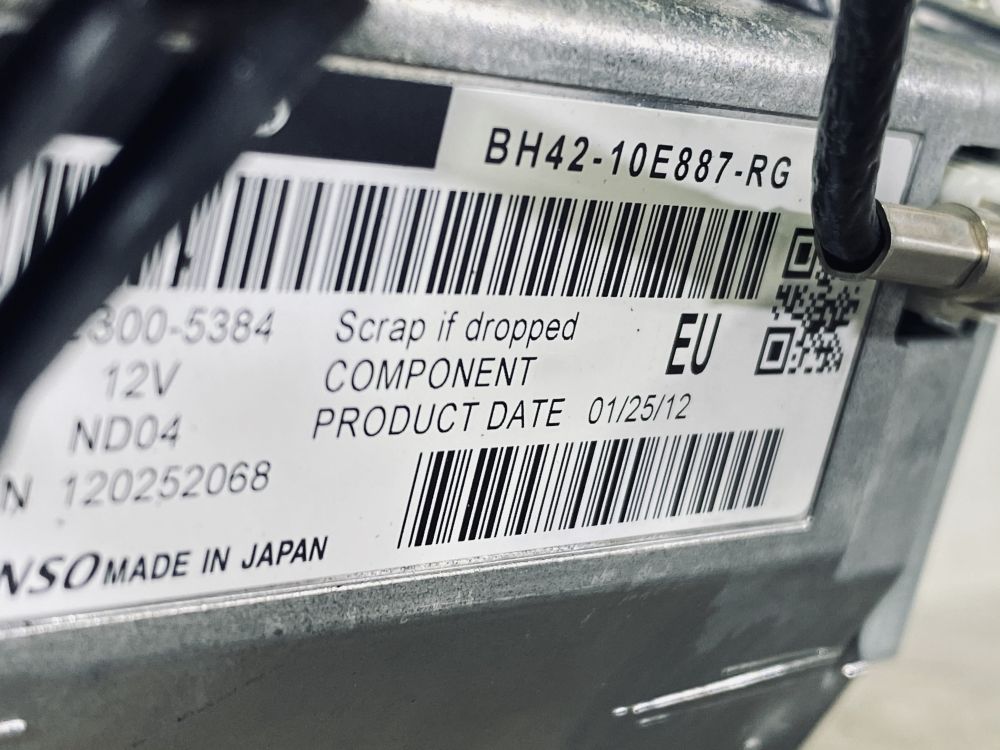 BH42-10E887-RG
300-5384 Scrap if dropped EU
12V COMPONENT
ND04 PRODUCT DATE 01/25/12
N 120252068
NSO MADE IN JAPAN